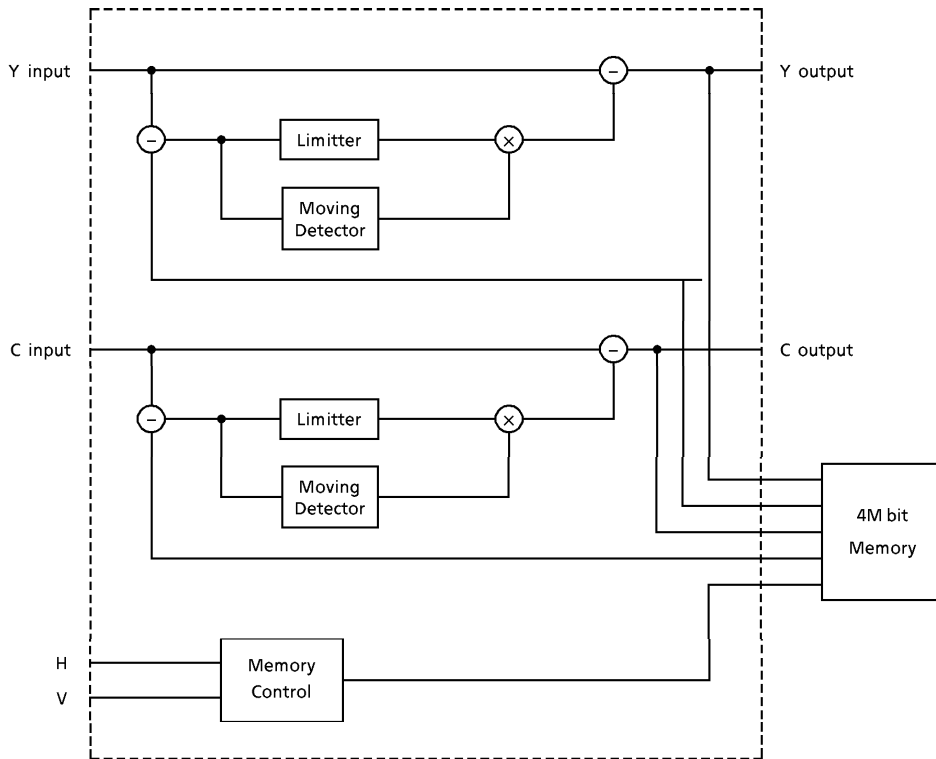 Y input
−
Y output
−
Limitter
×
Moving
Detector
C input
−
C output
−
Limitter
×
Moving
Detector
4M bit
Memory
H
V
Memory
Control